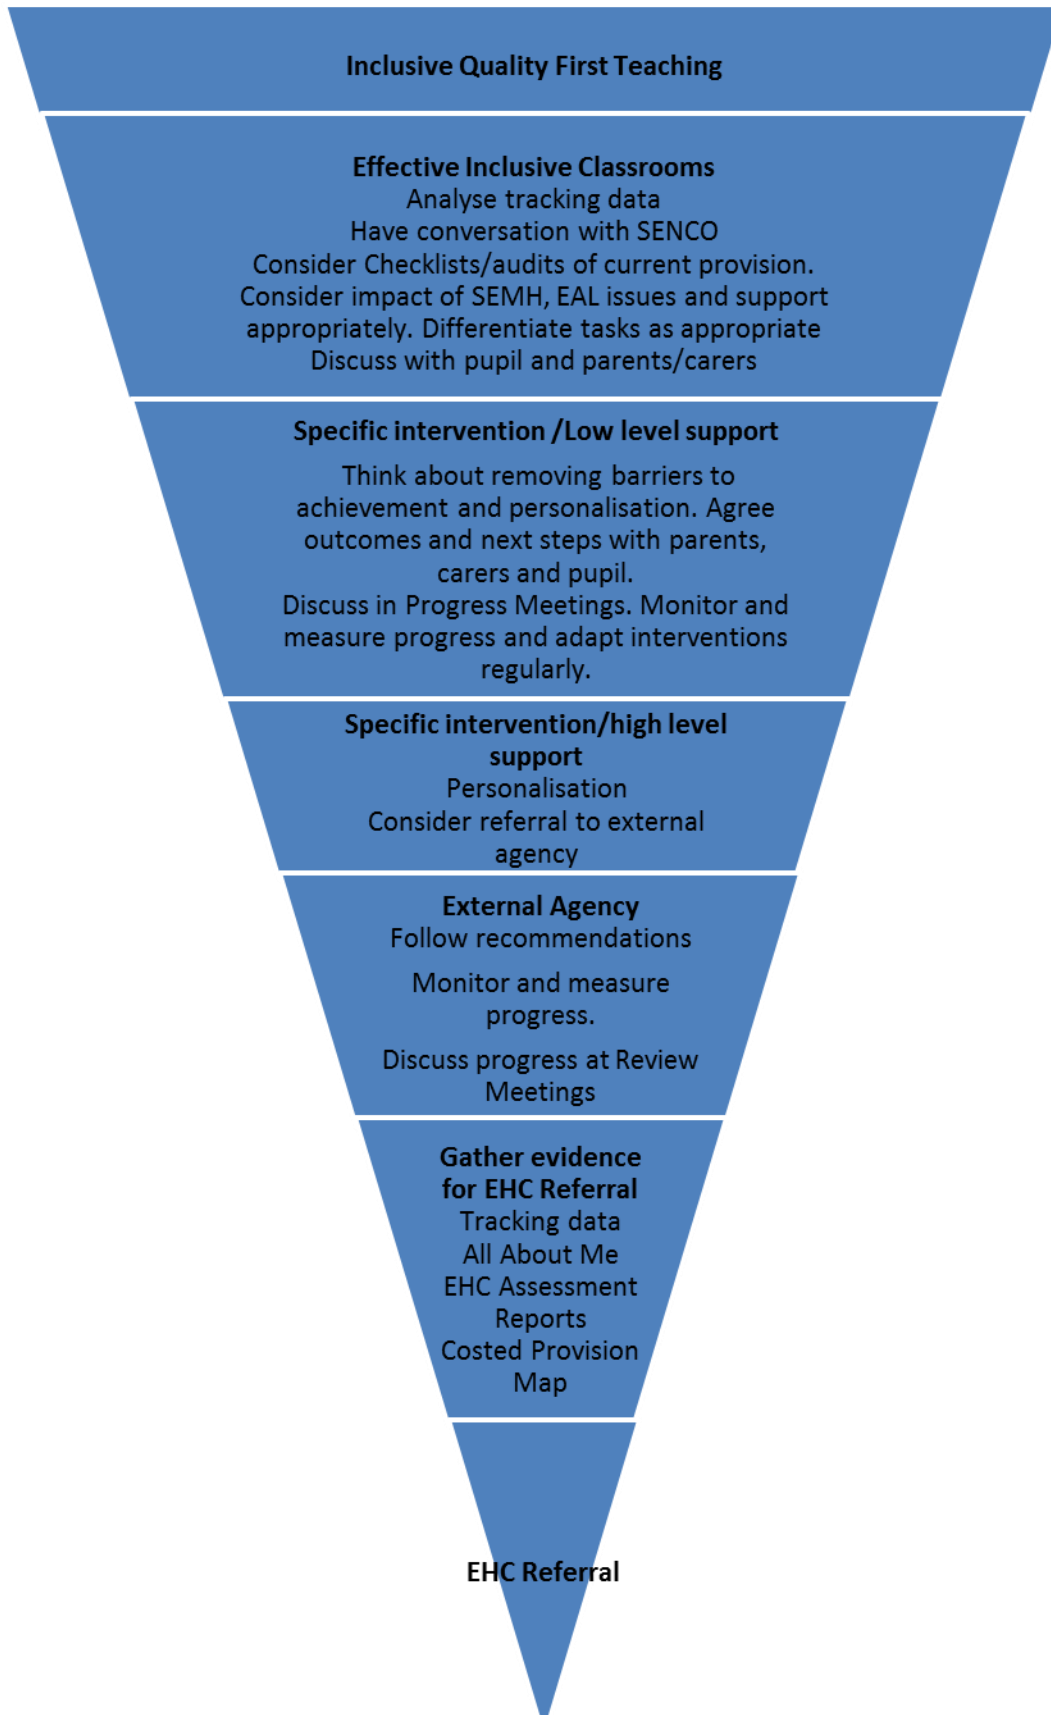 Inclusive Quality First Teaching
Effective Inclusive Classrooms
Analyse tracking data
Have conversation with SENCO
Consider Checklists/audits of current provision.
Consider impact of SEMH, EAL issues and support
appropriately. Differentiate tasks as appropriate
Discuss with pupil and parents/carers
Specific intervention /Low level support
Think about removing barriers to
achievement and personalisation. Agree
outcomes and next steps with parents,
carers and pupil.
Discuss in Progress Meetings. Monitor and
measure progress and adapt interventions
regularly.
Specific intervention/high level
support
Personalisation
Consider referral to external
agency
External Agency
Follow recommendations
Monitor and measure
progress.
Discuss progress at Review
Meetings
Gather evidence
for EHC Referral
Tracking data
All About Me
EHC Assessment
Reports
Costed Provision
Map
EHC Referral